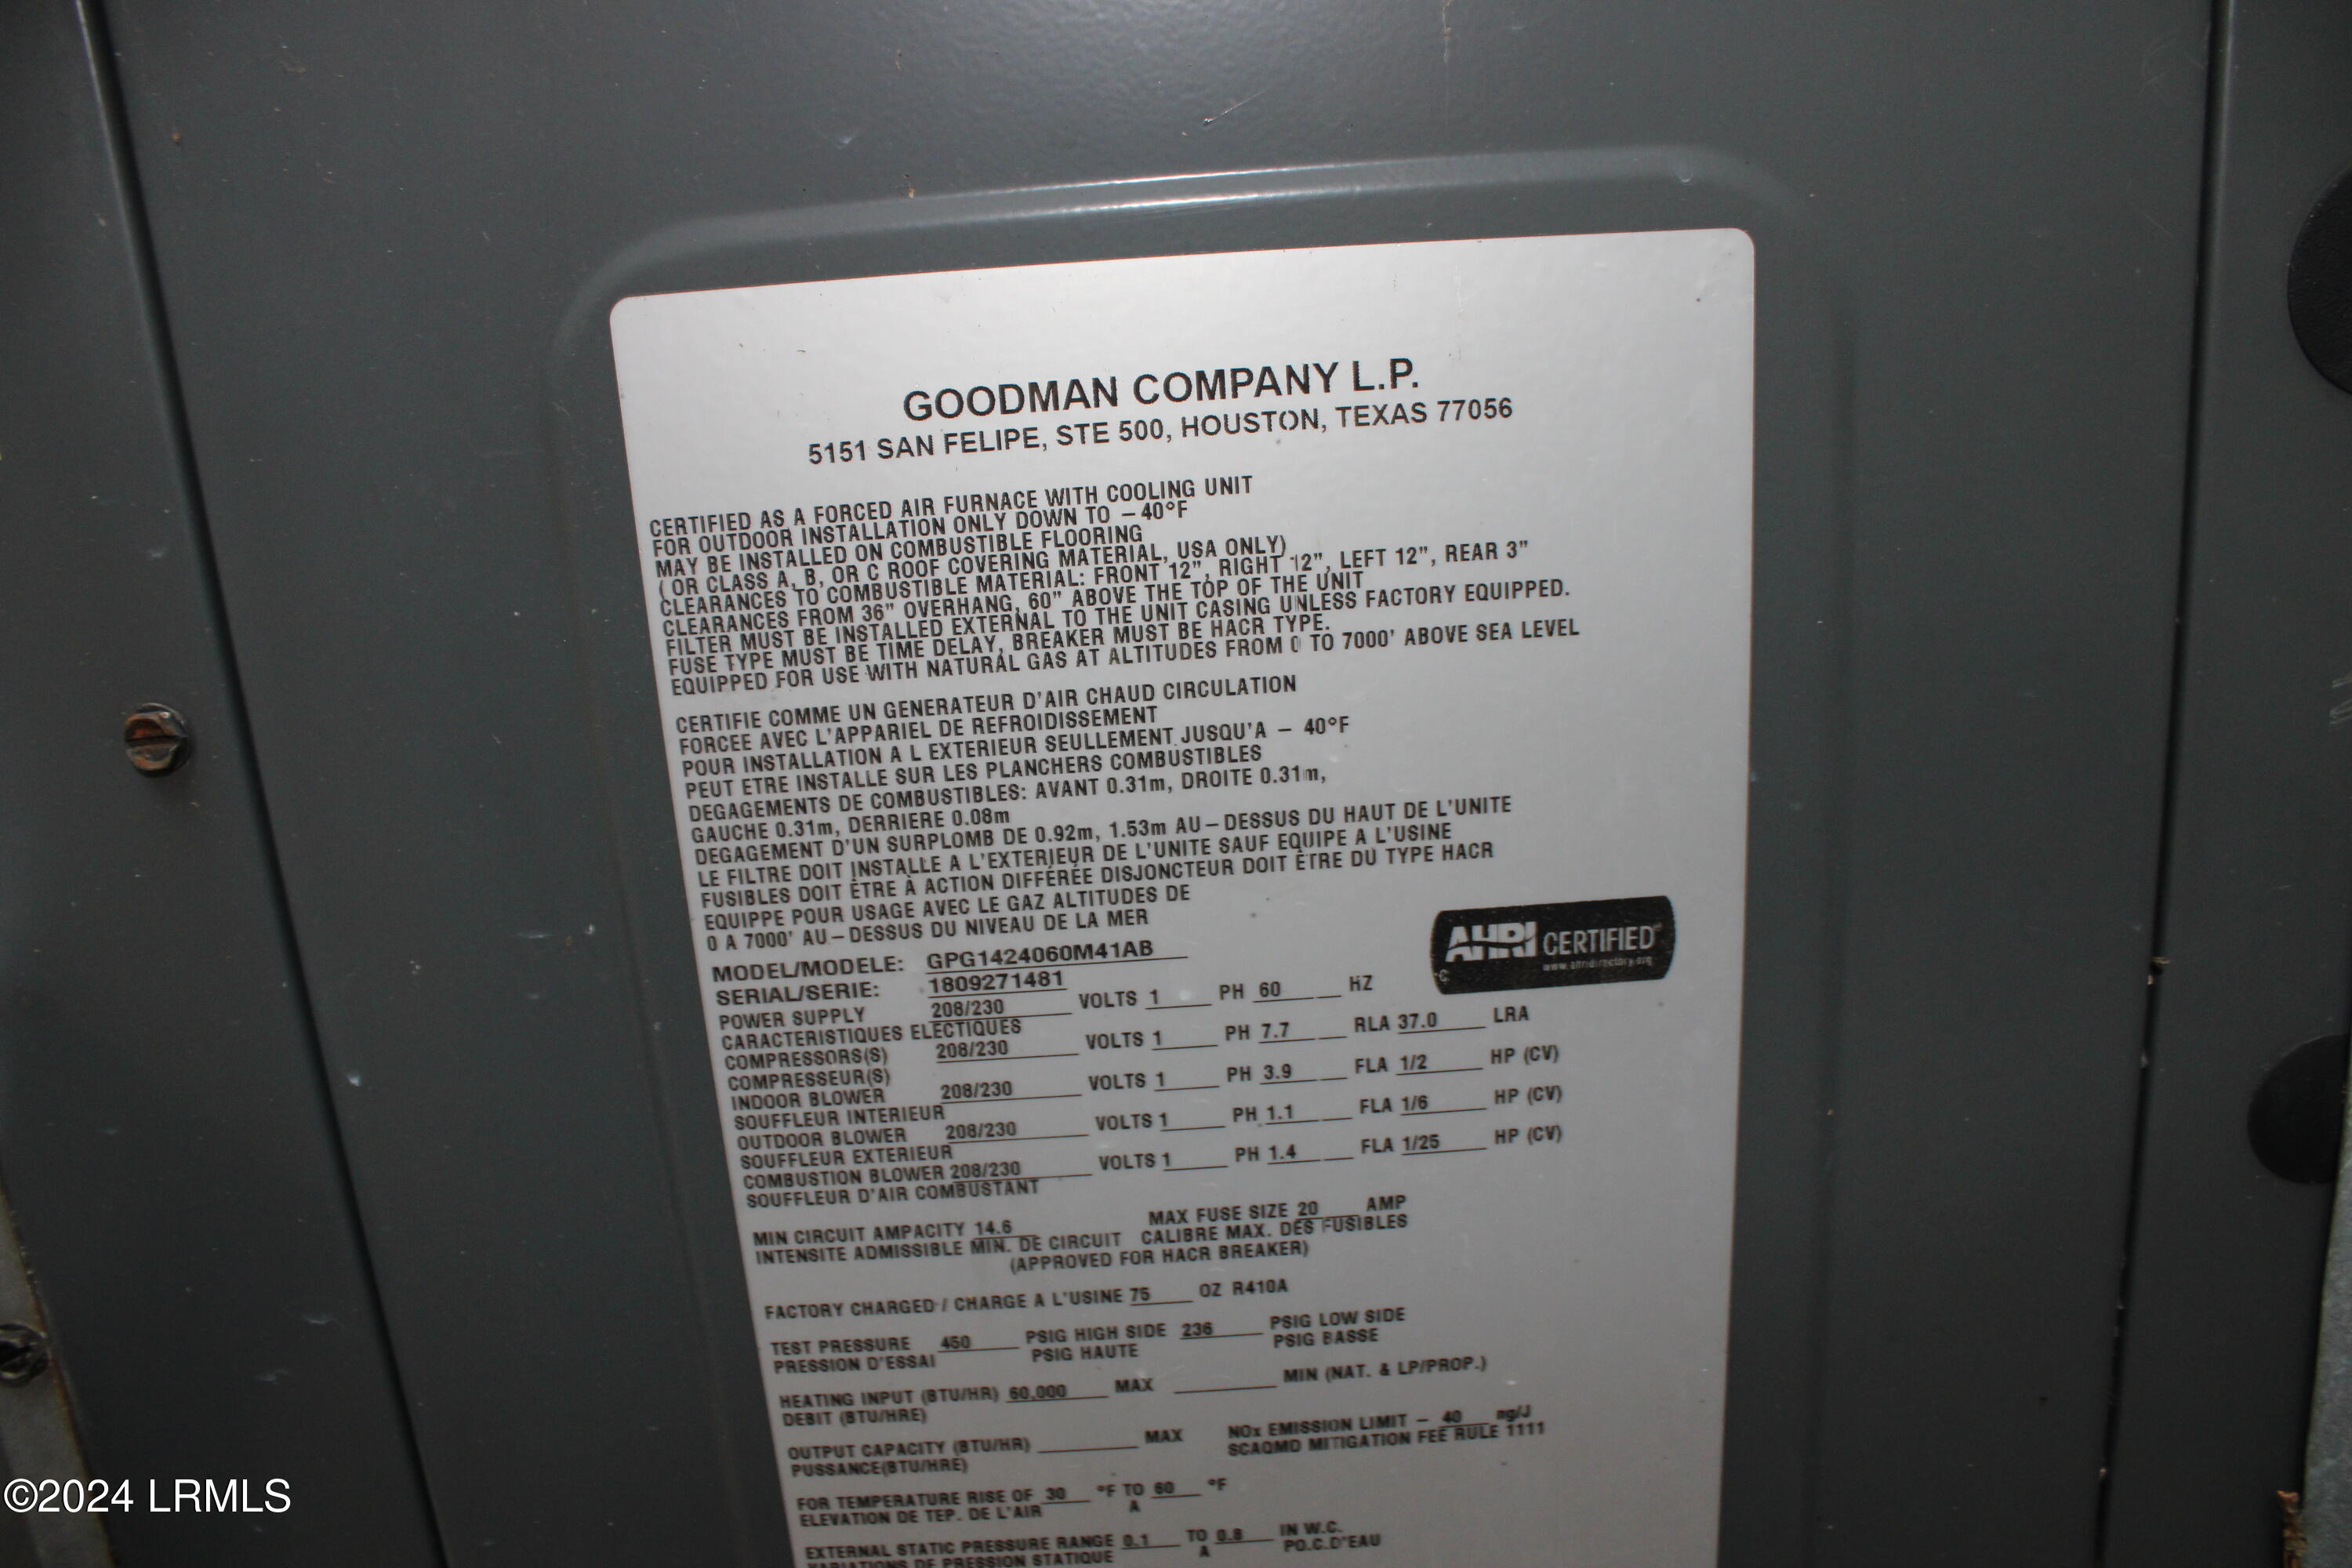 GOODMAN COMPANY L.P.
5151 SAN FELIPE, STE 500, HOUSTON, TEXAS 77056
CERTIFIED AS A FORCED AIR FURNACE WITH COOLING UNIT
FOR OUTDOOR INSTALLATION ONLY DOWN TO – 40°F
MAY BE INSTALLED ON COMBUSTIBLE FLOORING
( OR CLASS A, B, OR C ROOF COVERING MATERIAL, USA ONLY)
CLEARANCES TO COMBUSTIBLE MATERIAL: FRONT 12", RIGHT 12", LEFT 12", REAR 3"
CLEARANCES FROM 36" OVERHANG, 60" ABOVE THE TOP OF THE UNIT
FILTER MUST BE INSTALLED EXTERNAL TO THE UNIT CASING UNLESS FACTORY EQUIPPED.
FUSE TYPE MUST BE TIME DELAY, BREAKER MUST BE HACR TYPE.
EQUIPPED FOR USE WITH NATURAL GAS AT ALTITUDES FROM 0 TO 7000' ABOVE SEA LEVEL
CERTIFIE COMME UN GENERATEUR D'AIR CHAUD CIRCULATION
FORCEE AVEC L'APPARIEL DE REFROIDISSEMENT
POUR INSTALLATION A L EXTERIEUR SEULLEMENT JUSQU'A – 40°F
PEUT ETRE INSTALLE SUR LES PLANCHERS COMBUSTIBLES
DEGAGEMENTS DE COMBUSTIBLES: AVANT 0.31m, DROITE 0.31m,
GAUCHE 0.31m, DERRIERE 0.08m
DEGAGEMENT D'UN SURPLOMB DE 0.92m, 1.53m AU – DESSUS DU HAUT DE L'UNITE
LE FILTRE DOIT INSTALLE A L'EXTERIEUR DE L'UNITE SAUF EQUIPE A L'USINE
FUSIBLES DOIT ÊTRE À ACTION DIFFÉRÉE DISJONCTEUR DOIT ÊTRE DU TYPE HACR
EQUIPPE POUR USAGE AVEC LE GAZ ALTITUDES DE
0 A 7000' AU – DESSUS DU NIVEAU DE LA MER
AHRI CERTIFIED
www.ahridirectory.org
MODEL/MODELE: GPG1424060M41AB
SERIAL/SERIE: 1809271481
POWER SUPPLY 208/230 VOLTS 1 PH 60 HZ
CARACTERISTIQUES ELECTIQUES
COMPRESSORS(S) 208/230 VOLTS 1 PH 7.7 RLA 37.0 LRA
COMPRESSEUR(S)
INDOOR BLOWER 208/230 VOLTS 1 PH 3.9 FLA 1/2 HP (CV)
SOUFFLEUR INTERIEUR
OUTDOOR BLOWER 208/230 VOLTS 1 PH 1.1 FLA 1/6 HP (CV)
SOUFFLEUR EXTERIEUR
COMBUSTION BLOWER 208/230 VOLTS 1 PH 1.4 FLA 1/25 HP (CV)
SOUFFLEUR D'AIR COMBUSTANT
MIN CIRCUIT AMPACITY 14.6 MAX FUSE SIZE 20 AMP
INTENSITE ADMISSIBLE MIN. DE CIRCUIT CALIBRE MAX. DES FUSIBLES
(APPROVED FOR HACR BREAKER)
FACTORY CHARGED / CHARGE A L'USINE 75 OZ R410A
TEST PRESSURE 450 PSIG HIGH SIDE 236 PSIG LOW SIDE
PRESSION D'ESSAI PSIG HAUTE PSIG BASSE
HEATING INPUT (BTU/HR) 60,000 MAX MIN (NAT. & LP/PROP.)
DEBIT (BTU/HRE)
OUTPUT CAPACITY (BTU/HR) MAX NOx EMISSION LIMIT – 40 ng/J
PUSSANCE(BTU/HRE) SCAQMD MITIGATION FEE RULE 1111
FOR TEMPERATURE RISE OF 30 °F TO 60 °F
ELEVATION DE TEP. DE L'AIR A
EXTERNAL STATIC PRESSURE RANGE 0.1 TO 0.8 IN W.C.
VARIATIONS DE PRESSION STATIQUE A PO.C.D'EAU
©2024 LRMLS